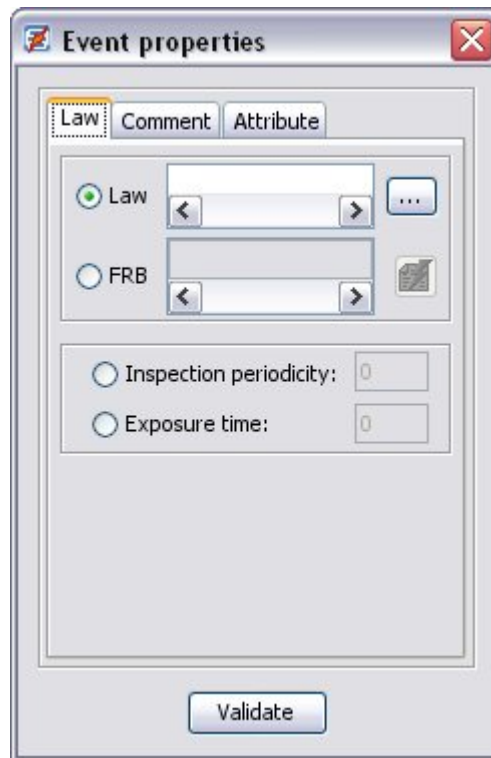 Event properties
Law Comment Attribute
Law ...
FRB
Inspection periodicity: 0
Exposure time: 0
Validate